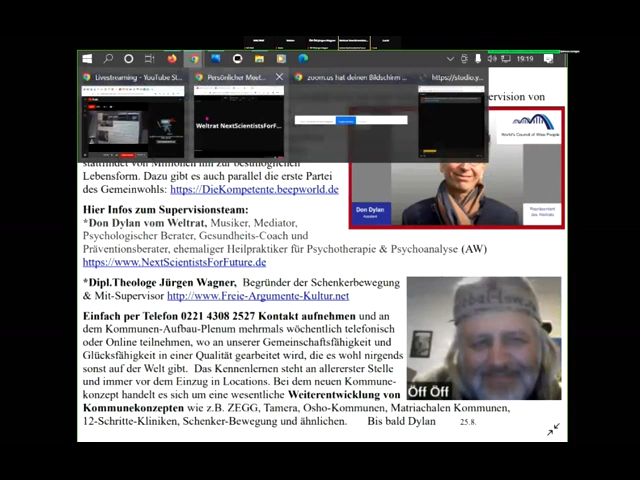 19:19
Livestreaming - YouTube St...
Persönlicher Meet...
zoom.us hat deinen Bildschirm ...
https://studio.y...
Weltrat NextScientistsForF...
pervision von
World's Council of Wise People
Lebensform. Dazu gibt es auch parallel die erste Partei
des Gemeinwohls: https://DieKompetente.beepworld.de
Don Dylan
Assistent
Repräsentant
des Weltrats
Hier Infos zum Supervisionsteam:
*Don Dylan vom Weltrat, Musiker, Mediator,
Psychologischer Berater, Gesundheits-Coach und
Präventionsberater, ehemaliger Heilpraktiker für Psychotherapie & Psychoanalyse (AW)
https://www.NextScientistsForFuture.de
*Dipl.Theologe Jürgen Wagner, Begründer der Schenkerbewegung
& Mit-Supervisor http://www.Freie-Argumente-Kultur.net
Einfach per Telefon 0221 4308 2527 Kontakt aufnehmen und an
dem Kommunen-Aufbau-Plenum mehrmals wöchentlich telefonisch
oder Online teilnehmen, wo an unserer Gemeinschaftsfähigkeit und
Glücksfähigkeit in einer Qualität gearbeitet wird, die es wohl nirgends
sonst auf der Welt gibt. Das Kennenlernen steht an allererster Stelle
und immer vor dem Einzug in Locations. Bei dem neuen Kommune-
konzept handelt es sich um eine wesentliche Weiterentwicklung von
Kommunekonzepten wie z.B. ZEGG, Tamera, Osho-Kommunen, Matriachalen Kommunen,
12-Schritte-Kliniken, Schenker-Bewegung und ähnlichen. Bis bald Dylan 25.8.
Öff Öff